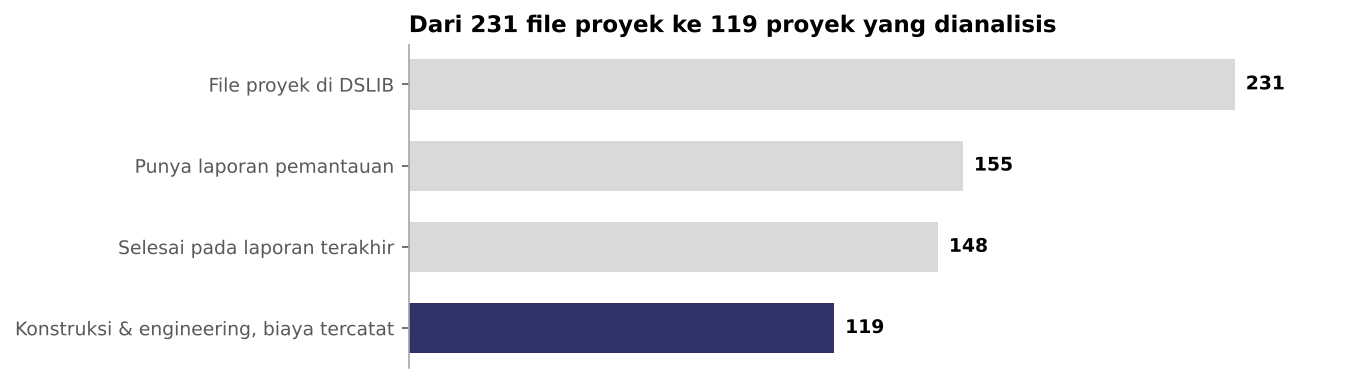 Dari 231 file proyek ke 119 proyek yang dianalisis
File proyek di DSLIB 231
Punya laporan pemantauan 155
Selesai pada laporan terakhir 148
Konstruksi & engineering, biaya tercatat 119